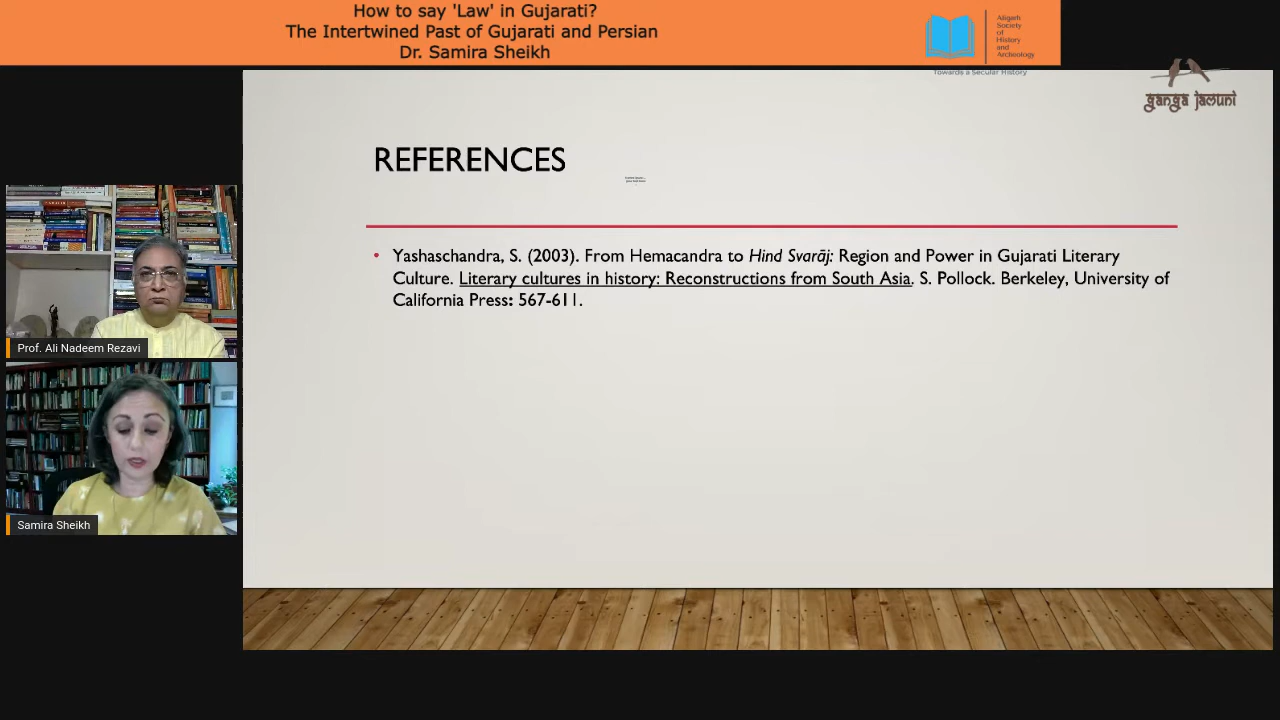 How to say 'Law' in Gujarati?
The Intertwined Past of Gujarati and Persian
Dr. Samira Sheikh
Aligarh
Society
of
History
and
Archeology
Towards a Secular History
ganga jamuni
REFERENCES
• Yashaschandra, S. (2003). From Hemacandra to Hind Svarāj: Region and Power in Gujarati Literary
Culture. Literary cultures in history: Reconstructions from South Asia. S. Pollock. Berkeley, University of
California Press: 567-611.
Prof. Ali Nadeem Rezavi
Samira Sheikh